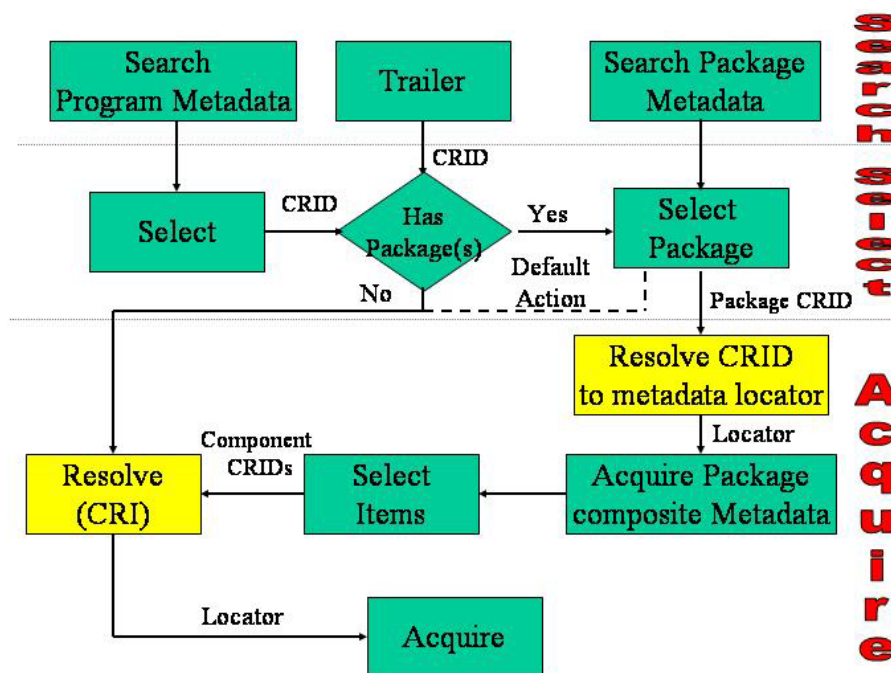 Search
Program Metadata
Trailer
Search Package
Metadata
Search
CRID
Select
CRID
Has
Package(s)
Yes
Select
Package
Select
No
Default
Action
Package CRID
Resolve CRID
to metadata locator
Locator
Component
CRIDs
Resolve
(CRI)
Select
Items
Acquire Package
composite Metadata
Locator
Acquire
Acquire